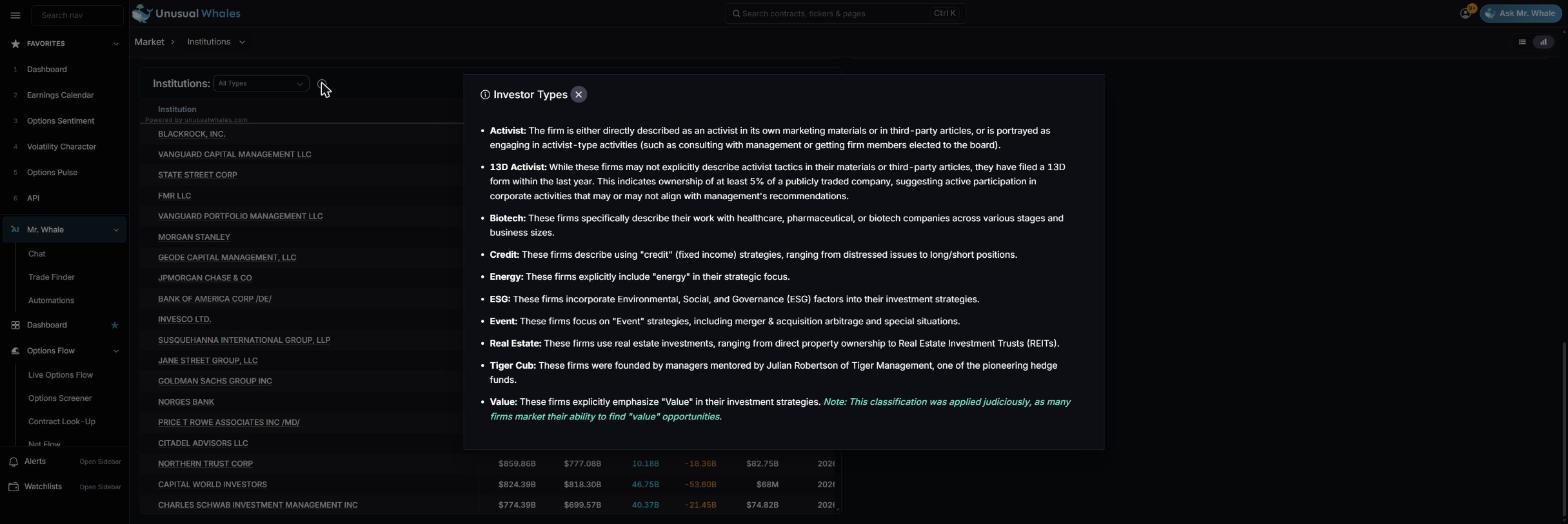 Search nav
Unusual Whales
Search contracts, tickers & pages
Ctrl K
Ask Mr. Whale
FAVORITES
1 Dashboard
2 Earnings Calendar
3 Options Sentiment
4 Volatility Character
5 Options Pulse
6 API
Mr. Whale
Chat
Trade Finder
Automations
Dashboard
Options Flow
Live Options Flow
Options Screener
Contract Look-Up
Net Flow
Alerts Open Sidebar
Watchlists Open Sidebar
Market > Institutions
Institutions: All Types
Institution
Powered by unusualwhales.com
BLACKROCK, INC.
VANGUARD CAPITAL MANAGEMENT LLC
STATE STREET CORP
FMR LLC
VANGUARD PORTFOLIO MANAGEMENT LLC
MORGAN STANLEY
GEODE CAPITAL MANAGEMENT, LLC
JPMORGAN CHASE & CO
BANK OF AMERICA CORP /DE/
INVESCO LTD.
SUSQUEHANNA INTERNATIONAL GROUP, LLP
JANE STREET GROUP, LLC
GOLDMAN SACHS GROUP INC
NORGES BANK
PRICE T ROWE ASSOCIATES INC /MD/
CITADEL ADVISORS LLC
NORTHERN TRUST CORP $859.86B $777.08B 10.18B -18.36B $82.75B 2026
CAPITAL WORLD INVESTORS $824.39B $818.30B 46.75B -53.60B $68M 2026
CHARLES SCHWAB INVESTMENT MANAGEMENT INC $774.39B $699.57B 40.37B -21.45B $74.82B 2026
Investor Types
• Activist: The firm is either directly described as an activist in its own marketing materials or in third-party articles, or is portrayed as
engaging in activist-type activities (such as consulting with management or getting firm members elected to the board).
• 13D Activist: While these firms may not explicitly describe activist tactics in their materials or third-party articles, they have filed a 13D
form within the last year. This indicates ownership of at least 5% of a publicly traded company, suggesting active participation in
corporate activities that may or may not align with management's recommendations.
• Biotech: These firms specifically describe their work with healthcare, pharmaceutical, or biotech companies across various stages and
business sizes.
• Credit: These firms describe using "credit" (fixed income) strategies, ranging from distressed issues to long/short positions.
• Energy: These firms explicitly include "energy" in their strategic focus.
• ESG: These firms incorporate Environmental, Social, and Governance (ESG) factors into their investment strategies.
• Event: These firms focus on "Event" strategies, including merger & acquisition arbitrage and special situations.
• Real Estate: These firms use real estate investments, ranging from direct property ownership to Real Estate Investment Trusts (REITs).
• Tiger Cub: These firms were founded by managers mentored by Julian Robertson of Tiger Management, one of the pioneering hedge
funds.
• Value: These firms explicitly emphasize "Value" in their investment strategies. Note: This classification was applied judiciously, as many
firms market their ability to find "value" opportunities.